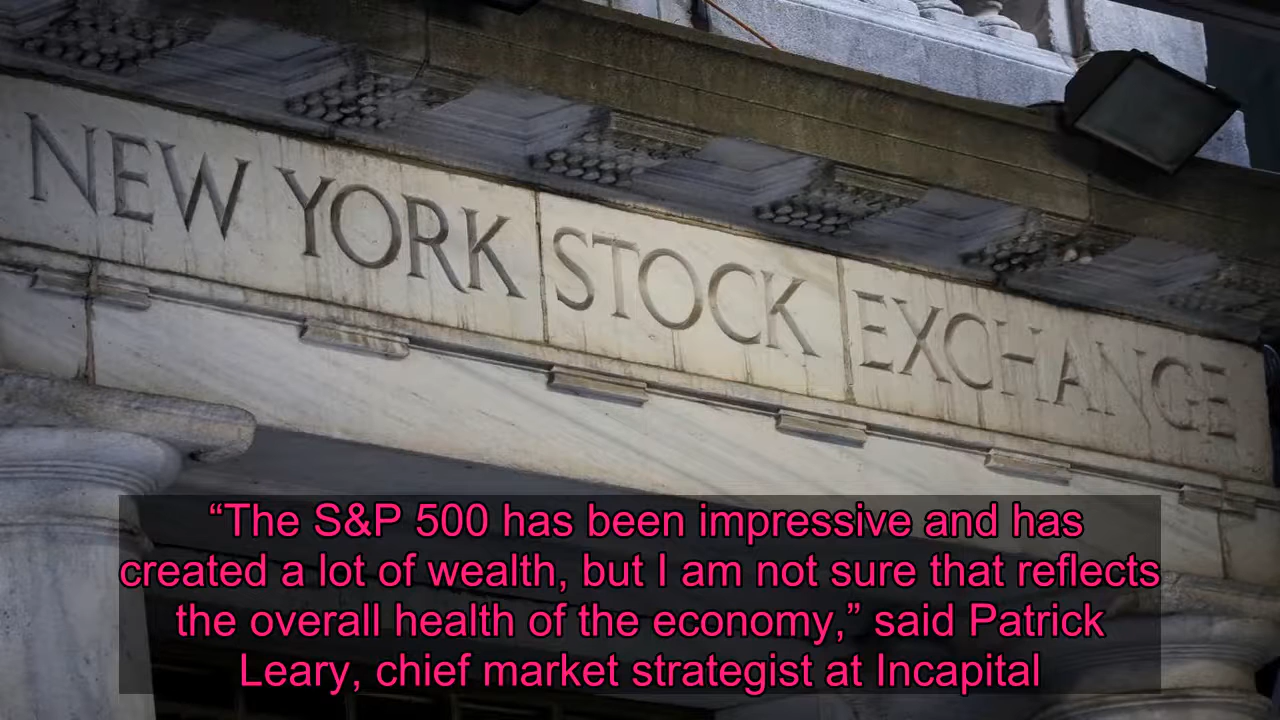 NEW YORK STOCK EXCHANGE
“The S&P 500 has been impressive and has
created a lot of wealth, but I am not sure that reflects
the overall health of the economy,” said Patrick
Leary, chief market strategist at Incapital